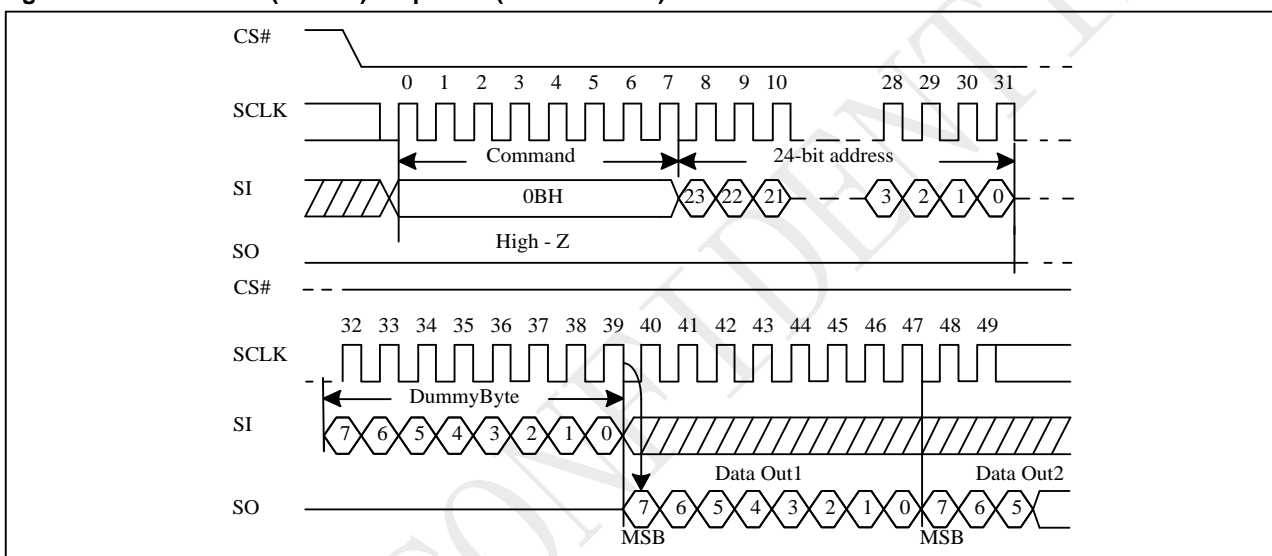 CS#
0 1 2 3 4 5 6 7 8 9 10 28 29 30 31
SCLK
Command 24-bit address
SI 0BH 23 22 21 3 2 1 0
High - Z
SO
CS#
32 33 34 35 36 37 38 39 40 41 42 43 44 45 46 47 48 49
SCLK
DummyByte
SI 7 6 5 4 3 2 1 0
Data Out1 Data Out2
SO 7 6 5 4 3 2 1 0 7 6 5
MSB MSB